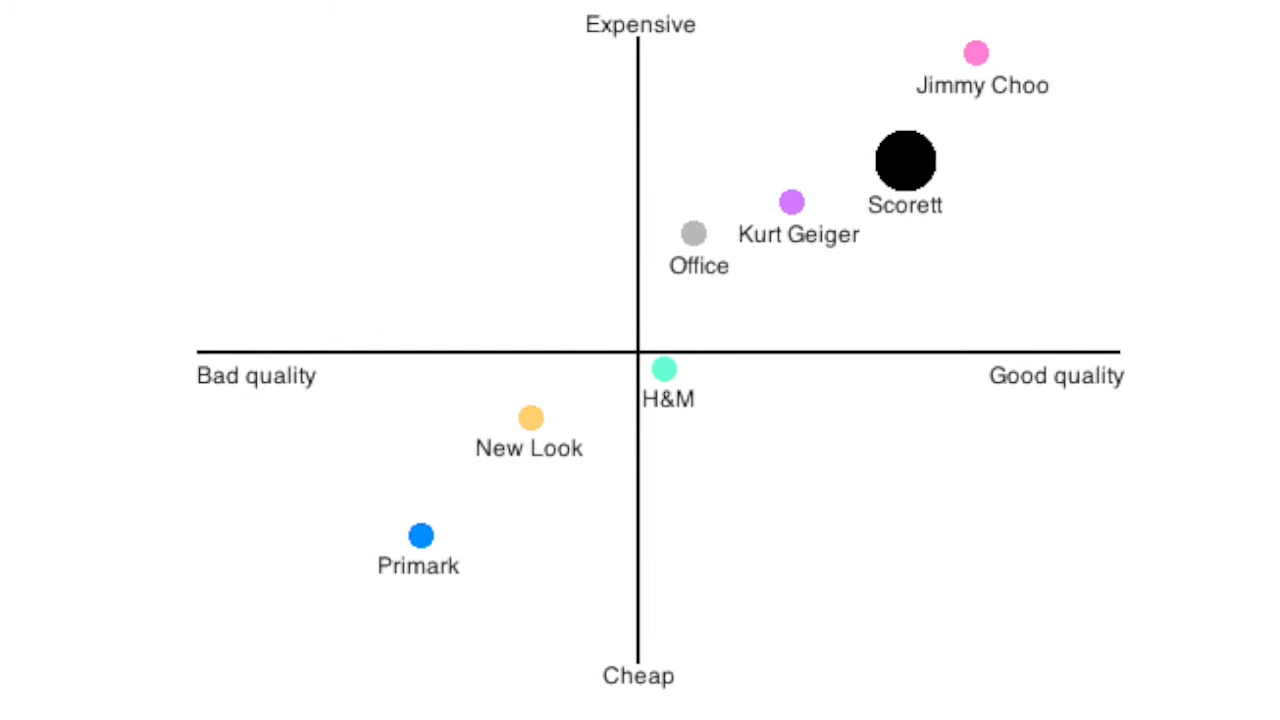 Expensive
Jimmy Choo
Scorett
Kurt Geiger
Office
Bad quality
Good quality
H&M
New Look
Primark
Cheap